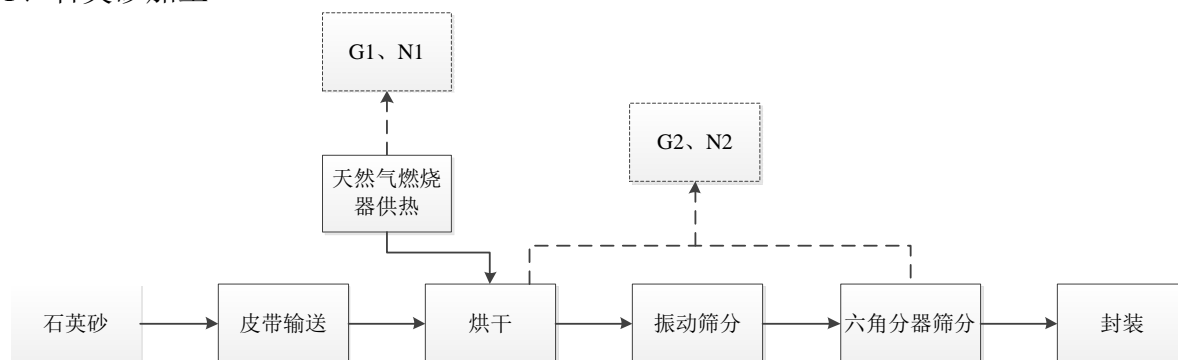 G1、N1
G2、N2
天然气燃烧
器供热
石英砂
皮带输送
烘干
振动筛分
六角分器筛分
封装